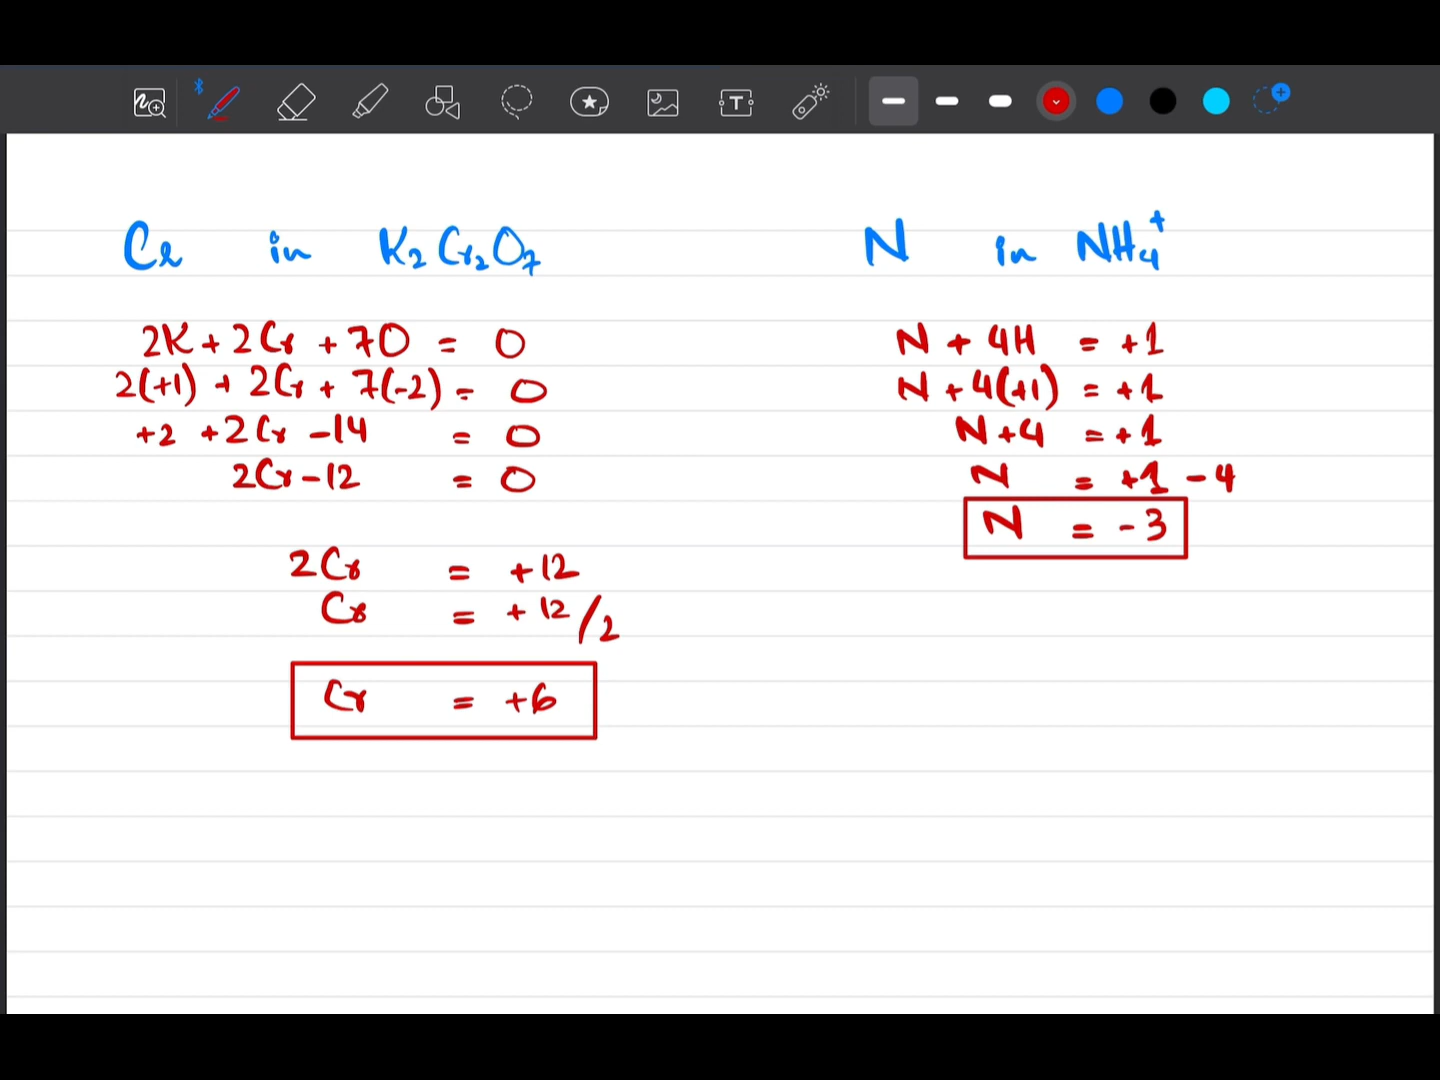 Cr in K₂Cr₂O₇
2K + 2Cr + 7O = 0
2(+1) + 2Cr + 7(-2) = 0
+2 +2Cr -14 = 0
2Cr -12 = 0
2Cr = +12
Cr = +12/2
Cr = +6
N in NH₄⁺
N + 4H = +1
N + 4(+1) = +1
N +4 = +1
N = +1 - 4
N = -3